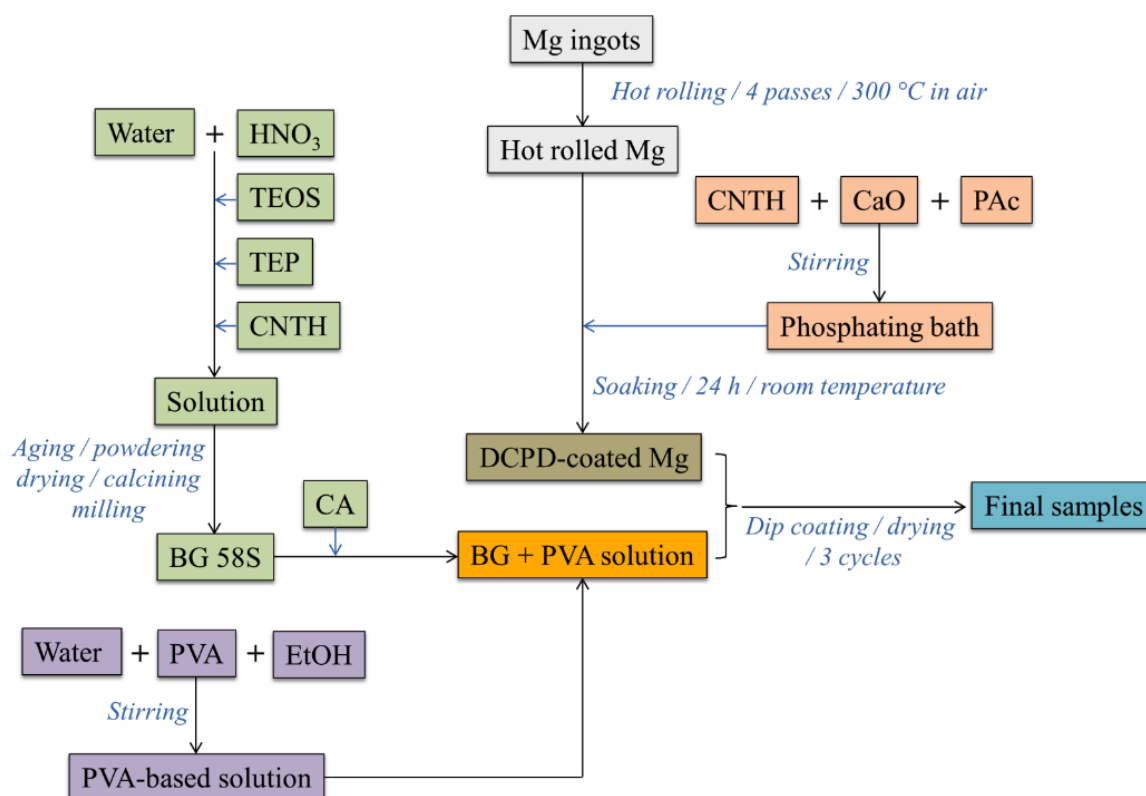 Mg ingots
Hot rolling / 4 passes / 300 °C in air
Hot rolled Mg
Water + HNO₃
TEOS
TEP
CNTH
Solution
Aging / powdering
drying / calcining
milling
BG 58S
CA
CNTH + CaO + PAc
Stirring
Phosphating bath
Soaking / 24 h / room temperature
DCPD-coated Mg
BG + PVA solution
Dip coating / drying
/ 3 cycles
Final samples
Water + PVA + EtOH
Stirring
PVA-based solution